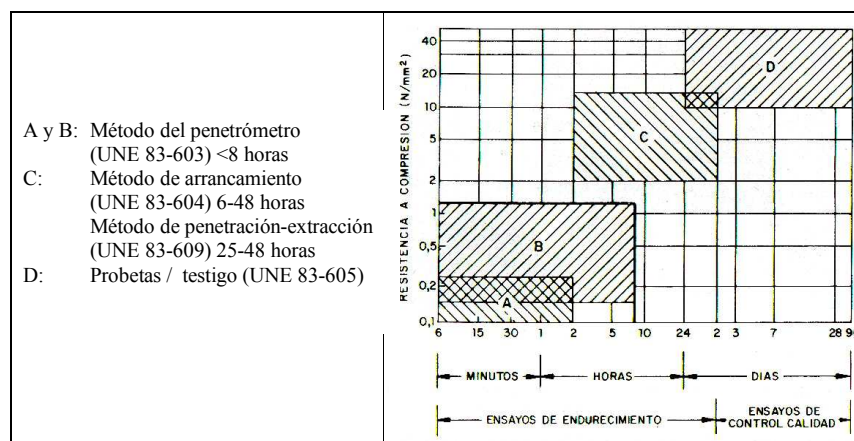 A y B: Método del penetrómetro
(UNE 83-603) <8 horas
C: Método de arrancamiento
(UNE 83-604) 6-48 horas
Método de penetración-extracción
(UNE 83-609) 25-48 horas
D: Probetas / testigo (UNE 83-605)
RESISTENCIA A COMPRESION (N/mm²)
40
20
10
5
2
1
0,5
0,2
0,1
D
C
B
A
6 15 30 1 2 5 10 24 2 3 7 28 9
MINUTOS HORAS DIAS
ENSAYOS DE ENDURECIMIENTO
ENSAYOS DE
CONTROL CALIDAD